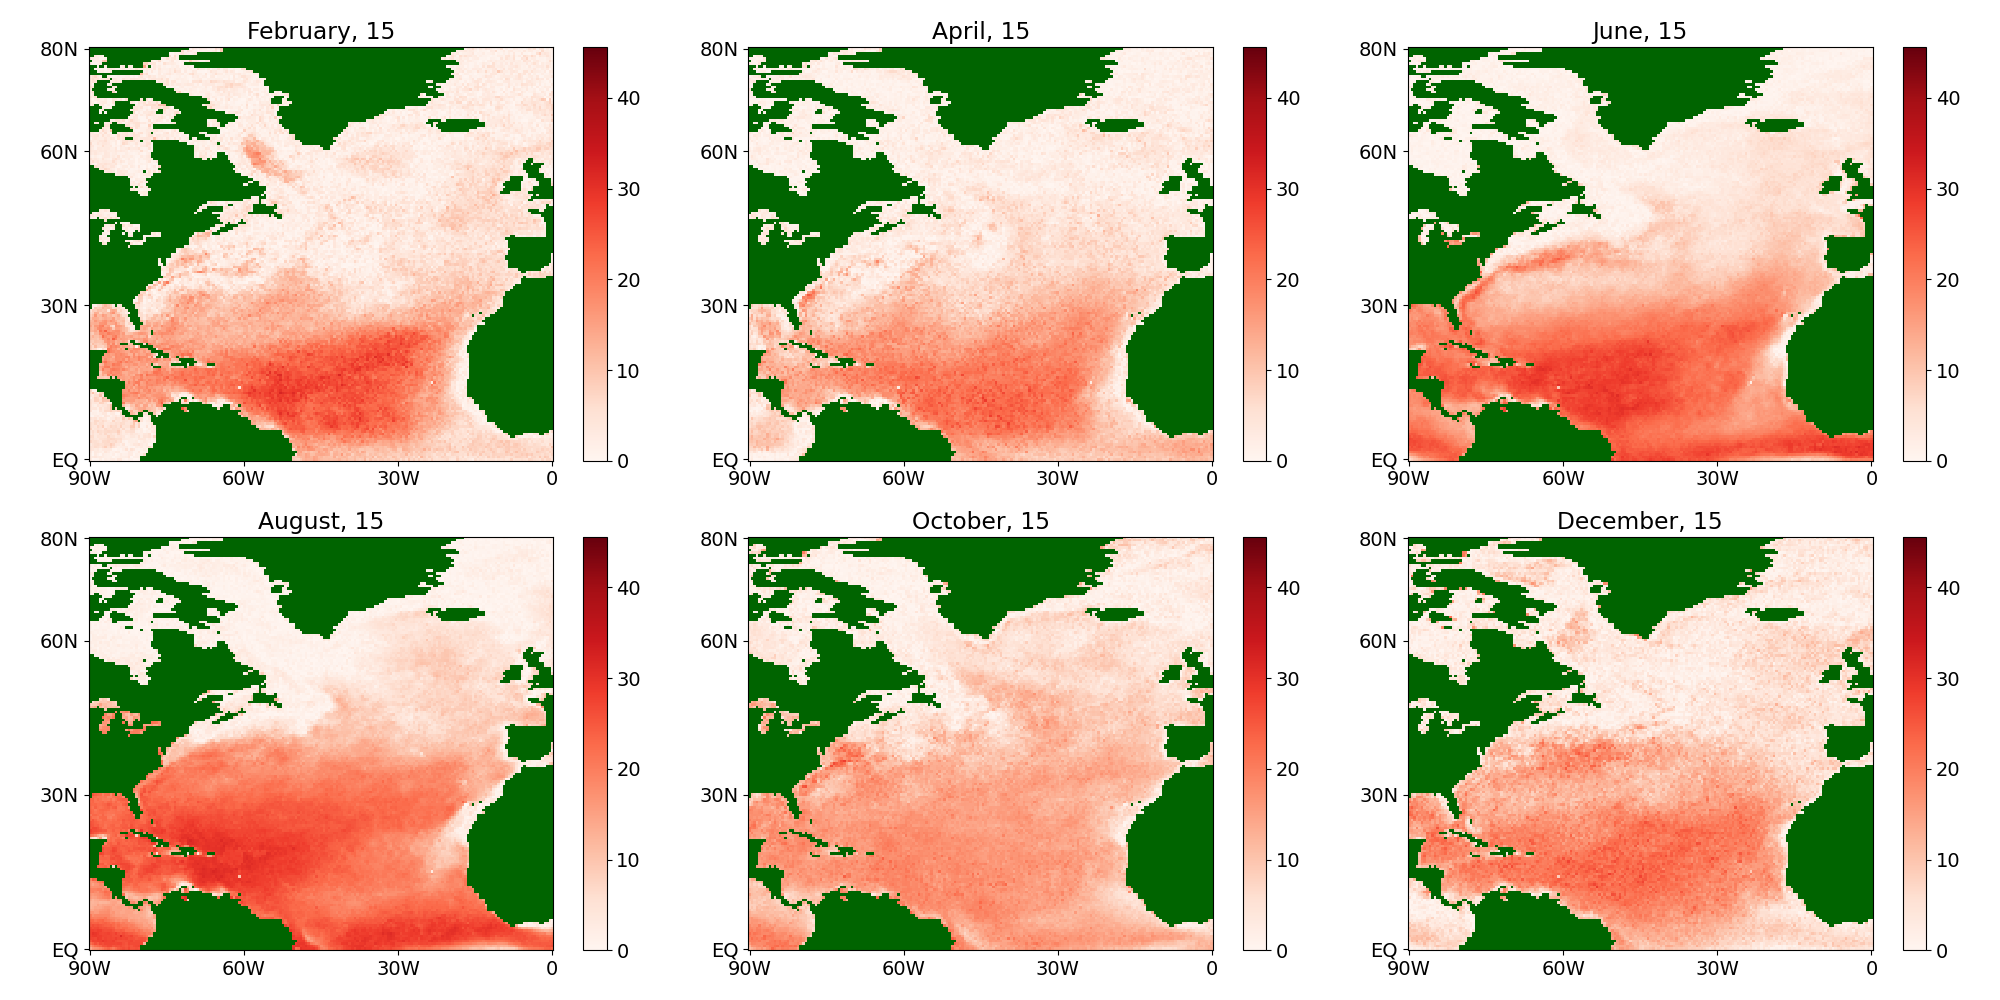 February, 15
80N
60N
30N
EQ
90W 60W 30W 0
40
30
20
10
0
April, 15
80N
60N
30N
EQ
90W 60W 30W 0
40
30
20
10
0
June, 15
80N
60N
30N
EQ
90W 60W 30W 0
40
30
20
10
0
August, 15
80N
60N
30N
EQ
90W 60W 30W 0
40
30
20
10
0
October, 15
80N
60N
30N
EQ
90W 60W 30W 0
40
30
20
10
0
December, 15
80N
60N
30N
EQ
90W 60W 30W 0
40
30
20
10
0